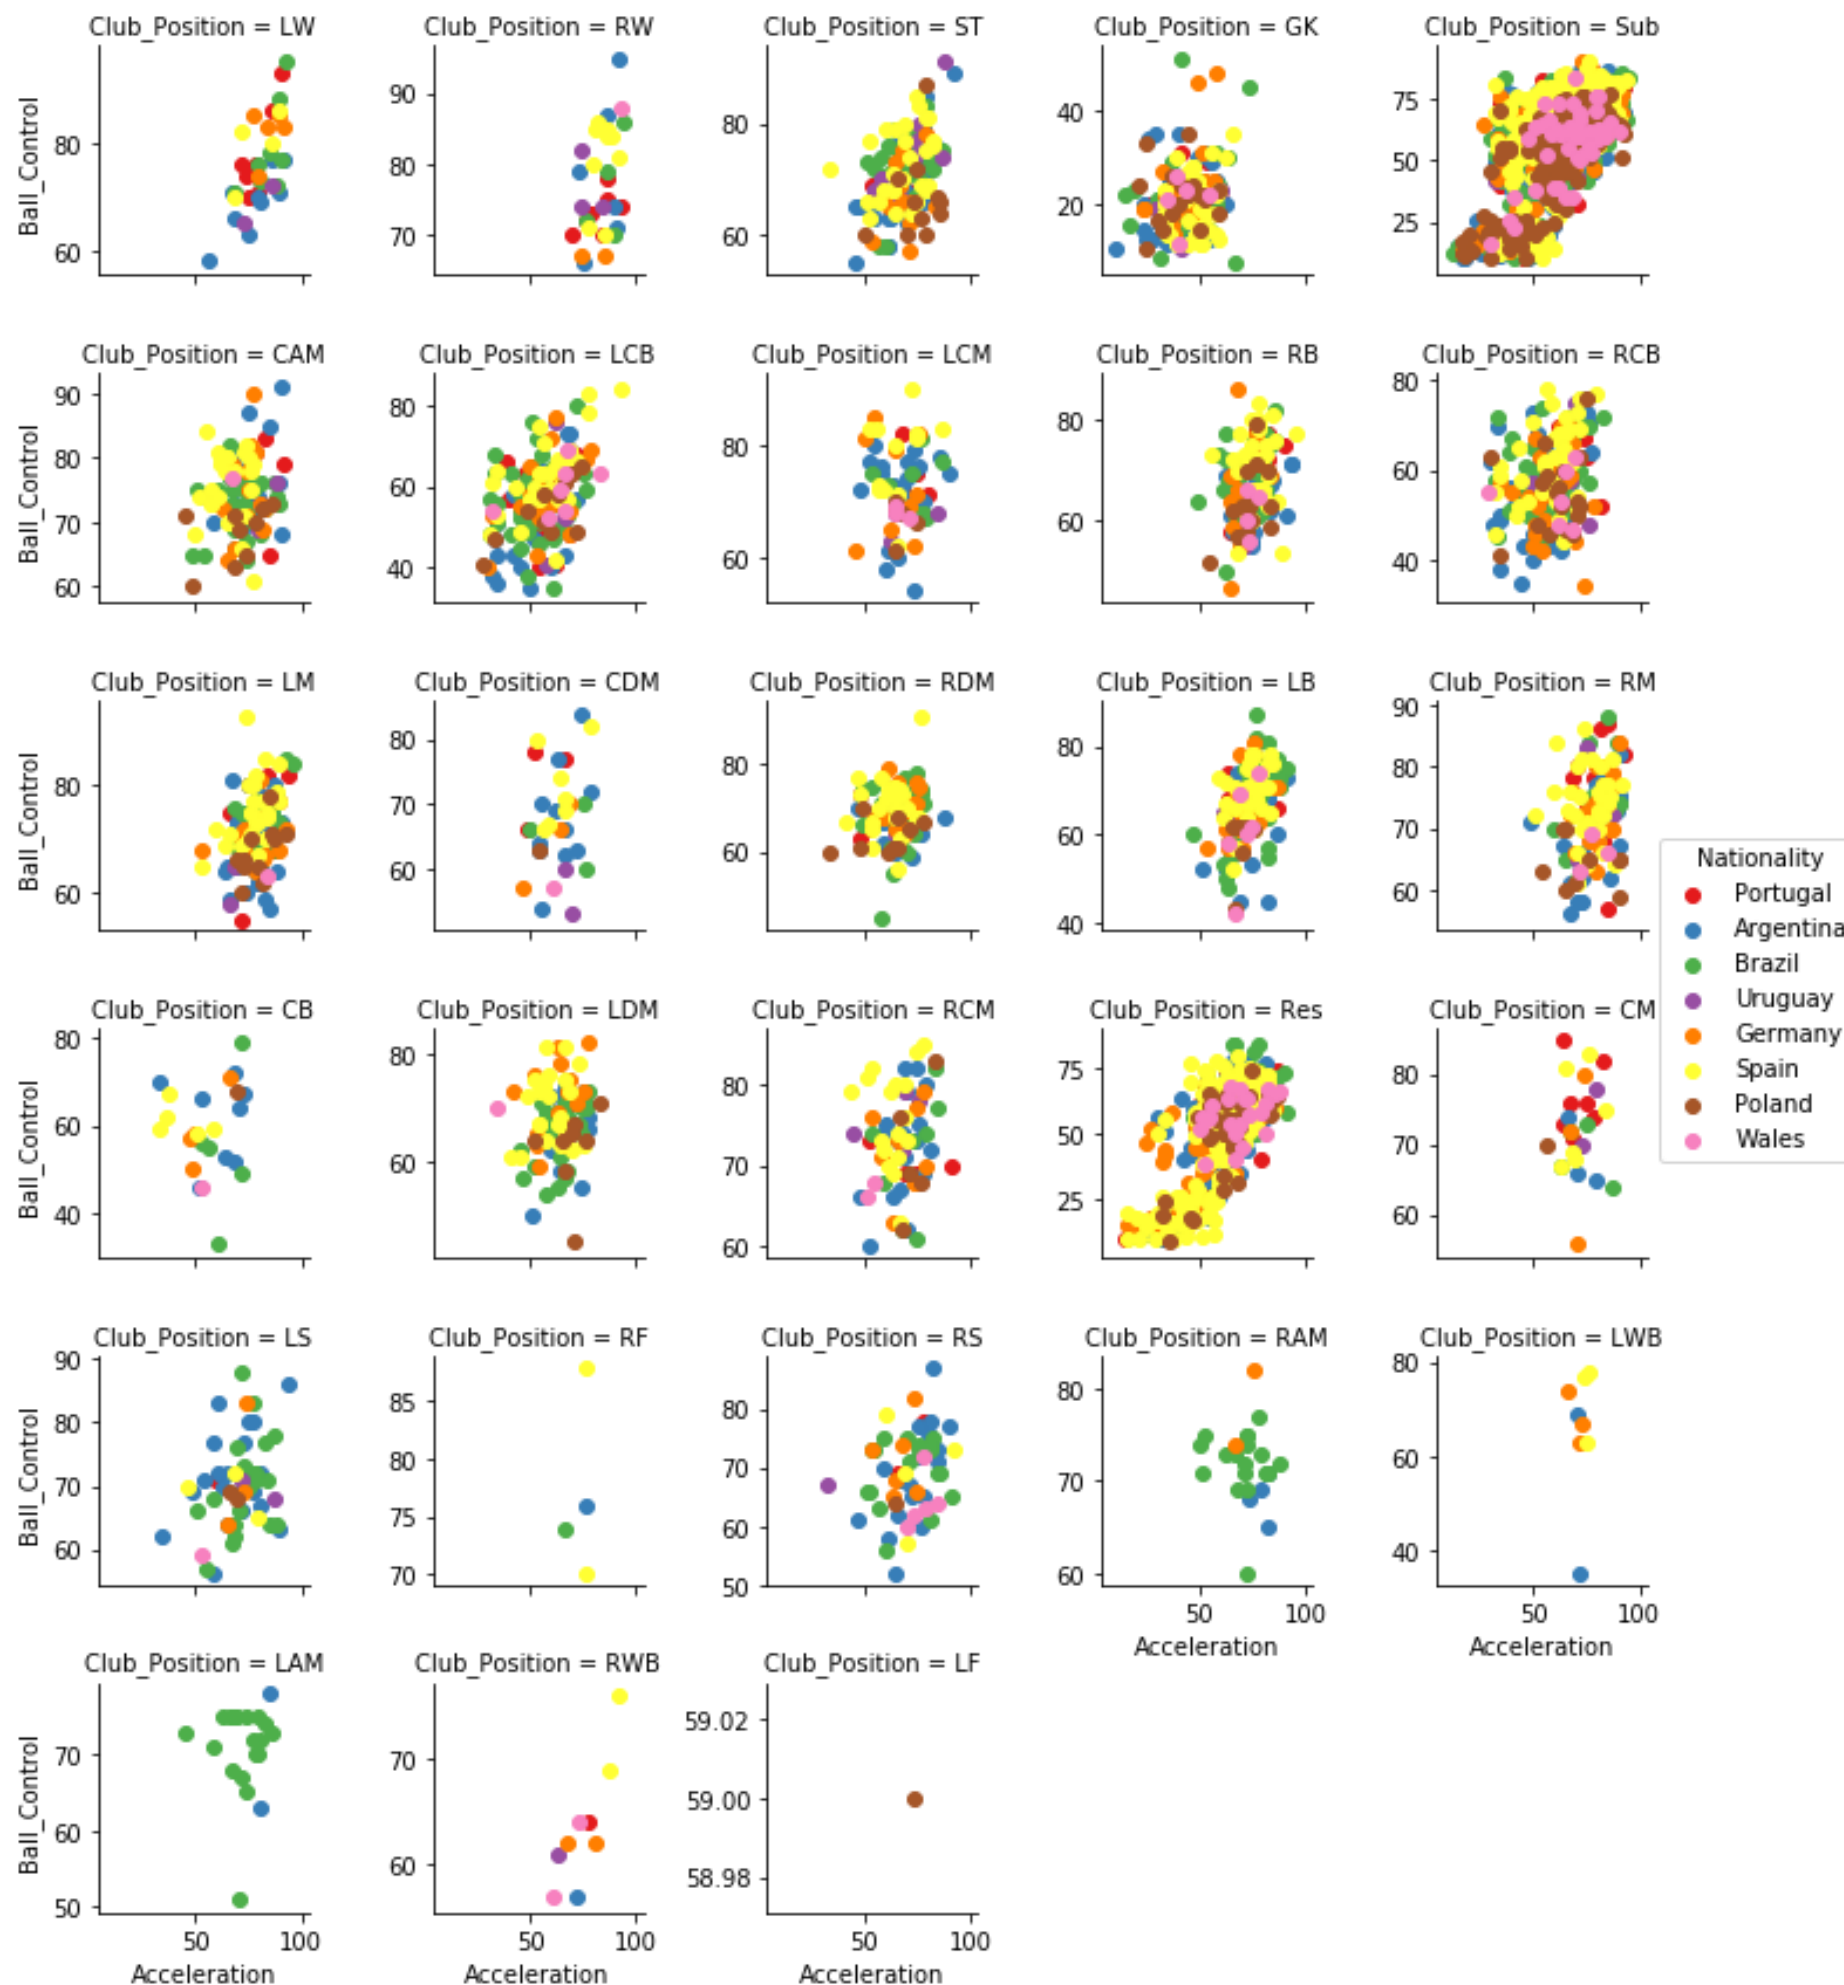 Club_Position = LW
Club_Position = RW
Club_Position = ST
Club_Position = GK
Club_Position = Sub
Ball_Control
80
60
90
80
70
80
60
40
20
75
50
25
Club_Position = CAM
Club_Position = LCB
Club_Position = LCM
Club_Position = RB
Club_Position = RCB
Ball_Control
90
80
70
60
80
60
40
80
60
80
60
80
60
40
Club_Position = LM
Club_Position = CDM
Club_Position = RDM
Club_Position = LB
Club_Position = RM
Ball_Control
80
60
80
70
60
80
60
80
60
40
90
80
70
60
Nationality
Portugal
Argentina
Brazil
Uruguay
Germany
Spain
Poland
Wales
Club_Position = CB
Club_Position = LDM
Club_Position = RCM
Club_Position = Res
Club_Position = CM
Ball_Control
80
60
40
80
60
80
70
60
75
50
25
80
70
60
Club_Position = LS
Club_Position = RF
Club_Position = RS
Club_Position = RAM
Club_Position = LWB
Ball_Control
90
80
70
60
85
80
75
70
80
70
60
50
80
70
60
80
60
40
50 100
Acceleration
50 100
Acceleration
Club_Position = LAM
Club_Position = RWB
Club_Position = LF
Ball_Control
70
60
50
70
60
59.02
59.00
58.98
50 100
Acceleration
50 100
Acceleration
50 100
Acceleration